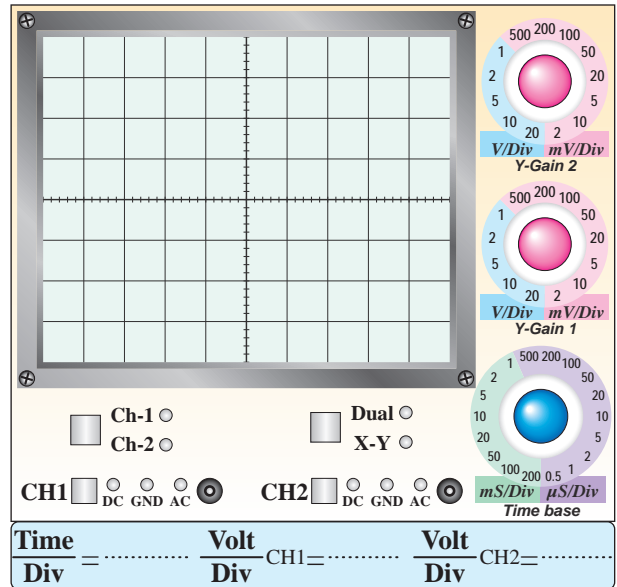 500 200 100
1 50
2 20
5 5
10 10
20 2
V/Div mV/Div
Y-Gain 2
500 200 100
1 50
2 20
5 5
10 10
20 2
V/Div mV/Div
Y-Gain 1
1 500 200 100
2 50
5 20
10 10
20 5
50 2
100 200 0.5 1
mS/Div µS/Div
Time base
Ch-1
Ch-2
Dual
X-Y
CH1 DC GND AC
CH2 DC GND AC
Time
Div
= ..............
Volt
Div
CH1=..............
Volt
Div
CH2=..............